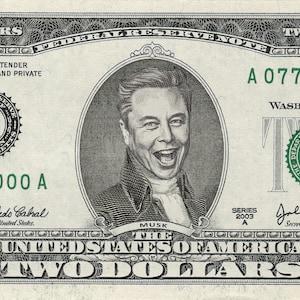 FEDERAL RESERVE NOTE
TENDER
AND PRIVATE
A 077
WASH
000 A
Cabral
SERIES
2003
A
MUSK
THE
UNITED STATES OF AMERICA
TWO DOLLARS